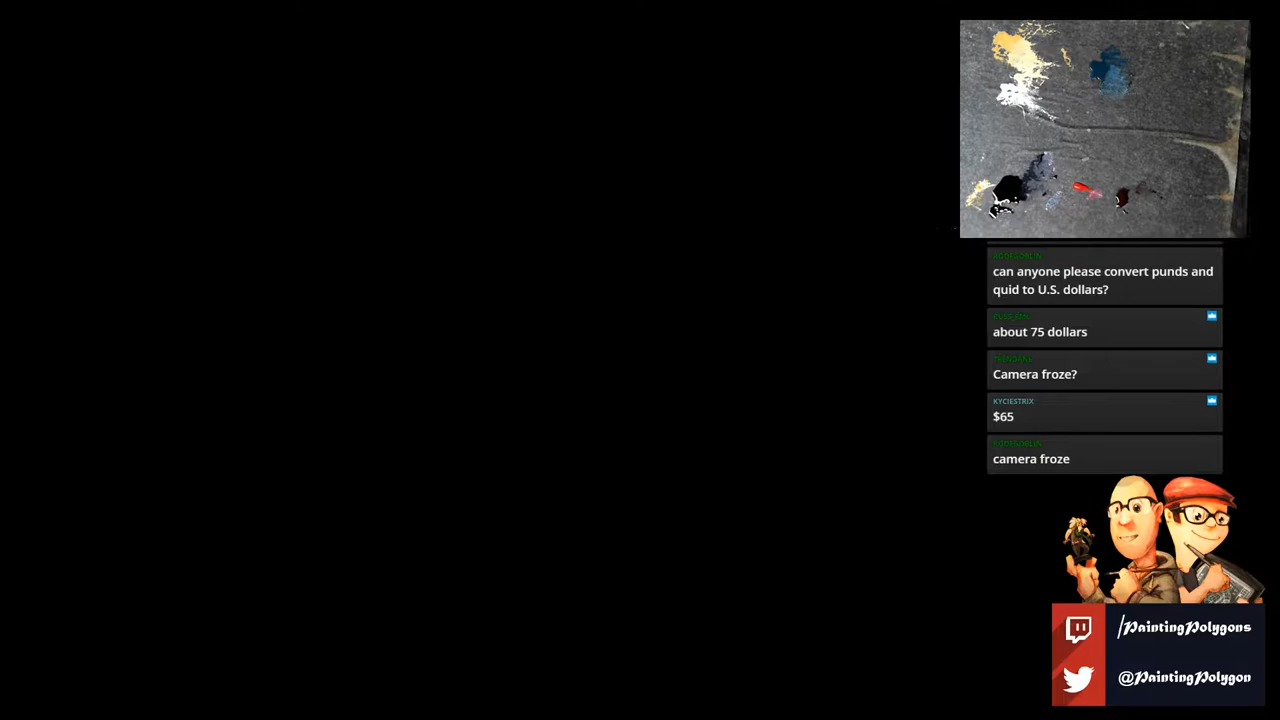 can anyone please convert punds and
quid to U.S. dollars?
about 75 dollars
Camera froze?
KYCIESTRIX
$65
camera froze
/PaintingPolygons
@PaintingPolygon